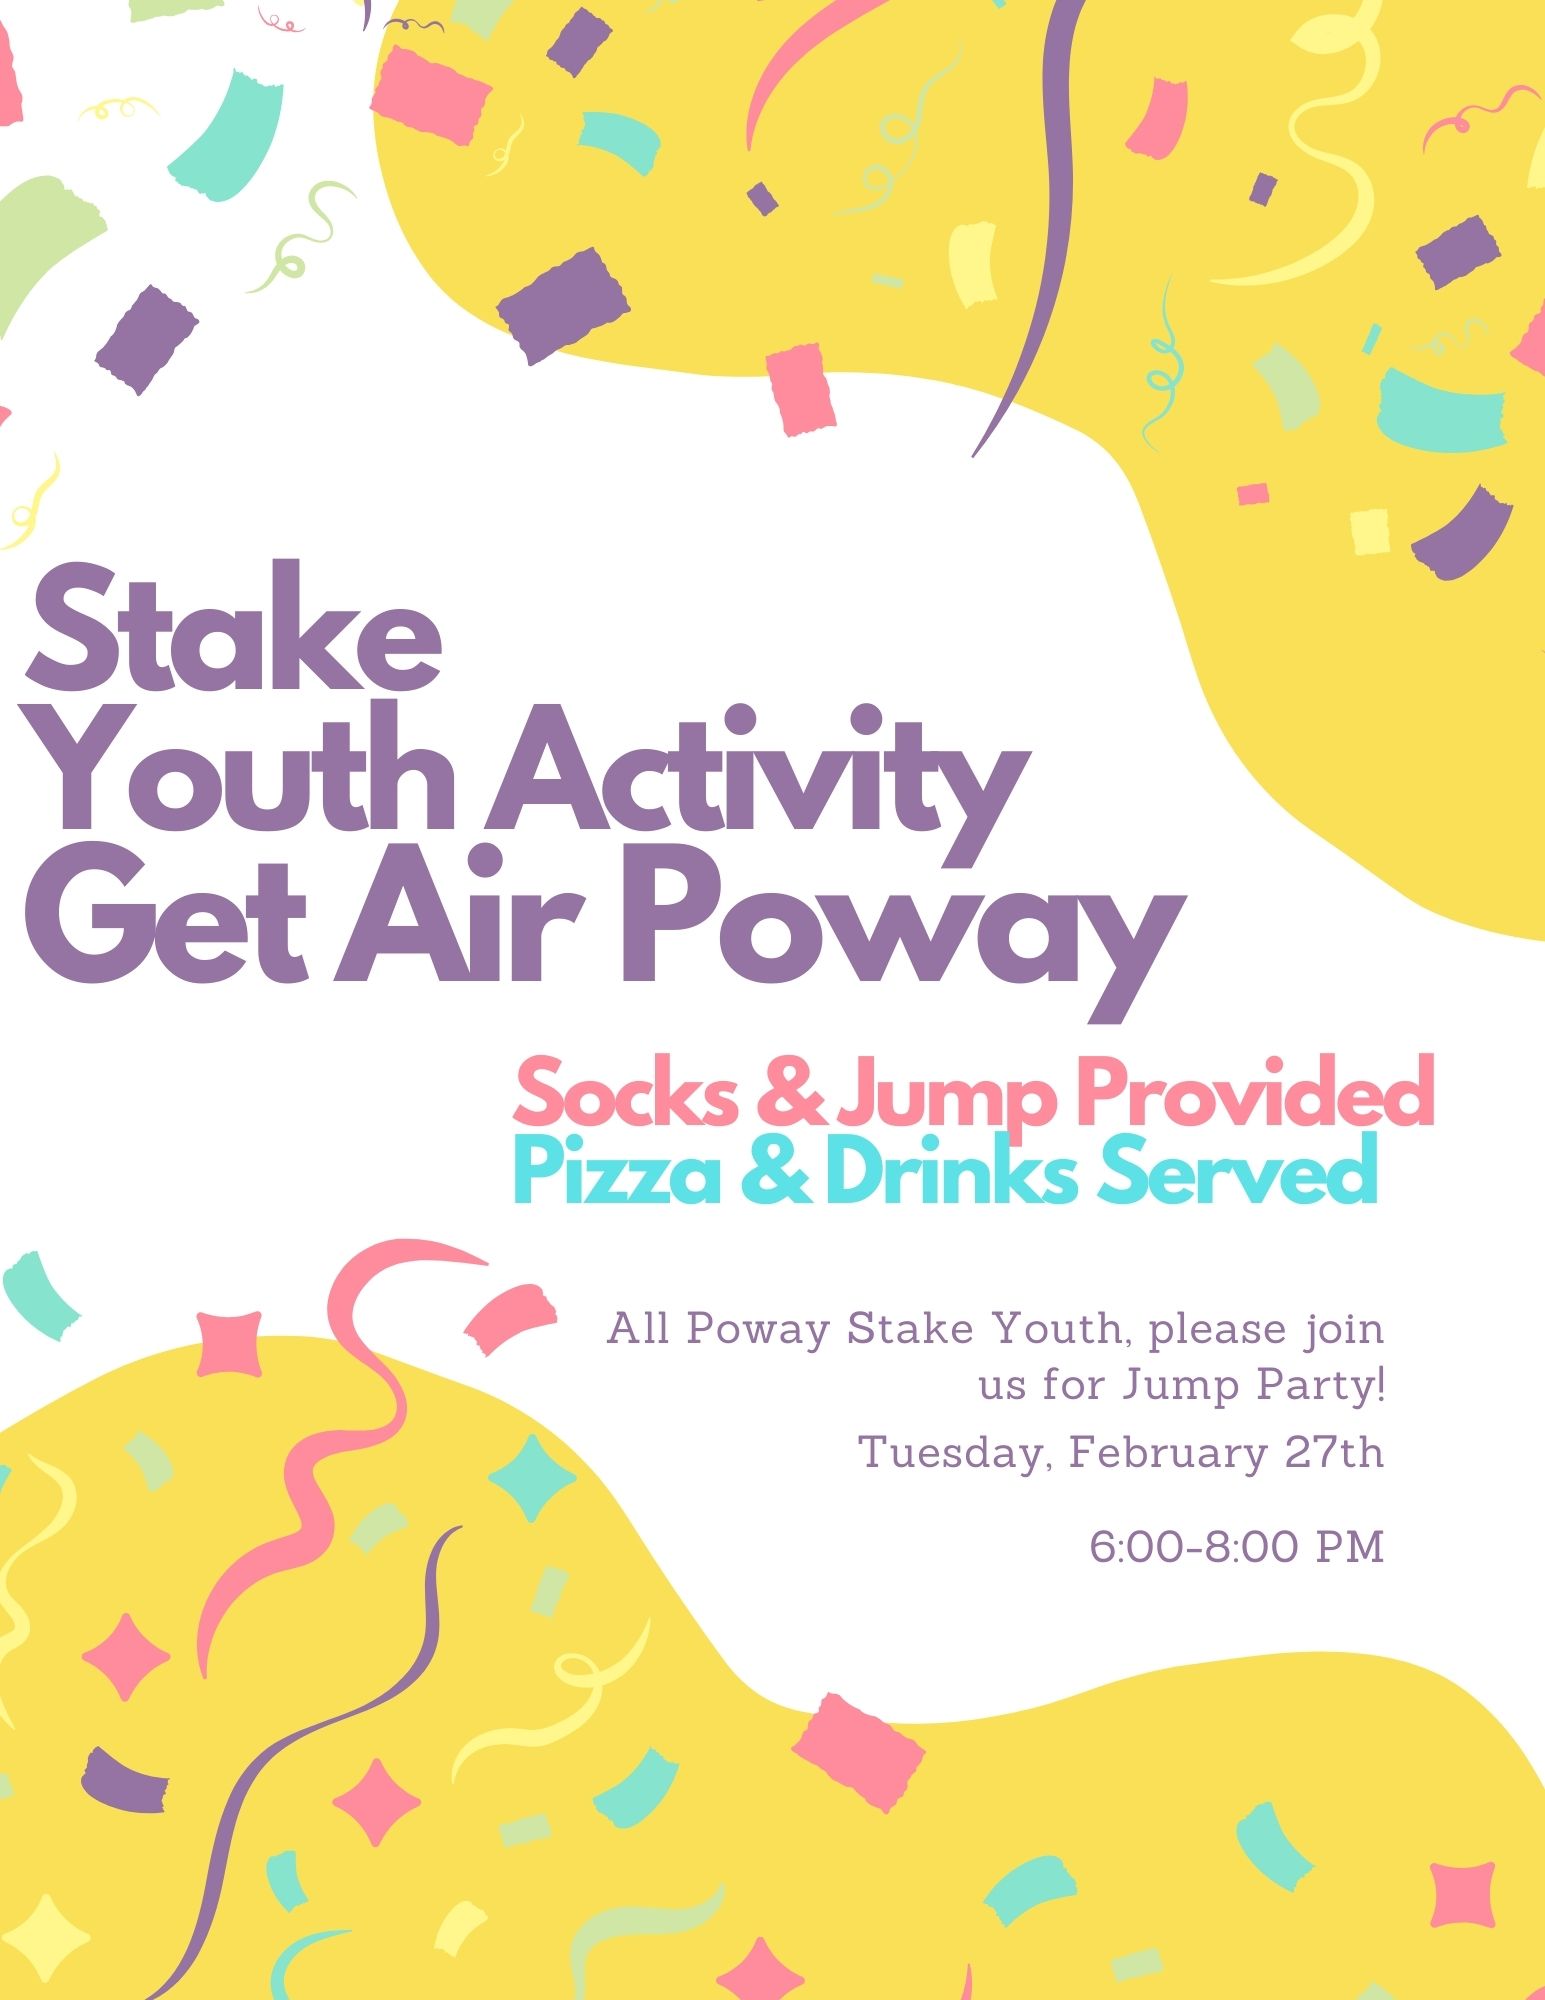 Stake
Youth Activity
Get Air Poway
Socks & Jump Provided
Pizza & Drinks Served
All Poway Stake Youth, please join
us for Jump Party!
Tuesday, February 27th
6:00-8:00 PM